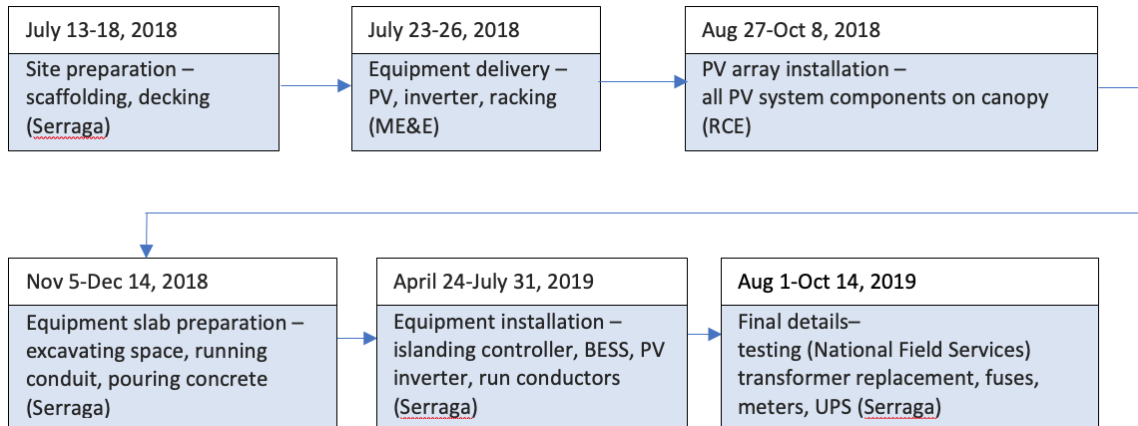 July 13-18, 2018
Site preparation –
scaffolding, decking
(Serraga)
July 23-26, 2018
Equipment delivery –
PV, inverter, racking
(ME&E)
Aug 27-Oct 8, 2018
PV array installation –
all PV system components on canopy
(RCE)
Nov 5-Dec 14, 2018
Equipment slab preparation –
excavating space, running
conduit, pouring concrete
(Serraga)
April 24-July 31, 2019
Equipment installation –
islanding controller, BESS, PV
inverter, run conductors
(Serraga)
Aug 1-Oct 14, 2019
Final details–
testing (National Field Services)
transformer replacement, fuses,
meters, UPS (Serraga)